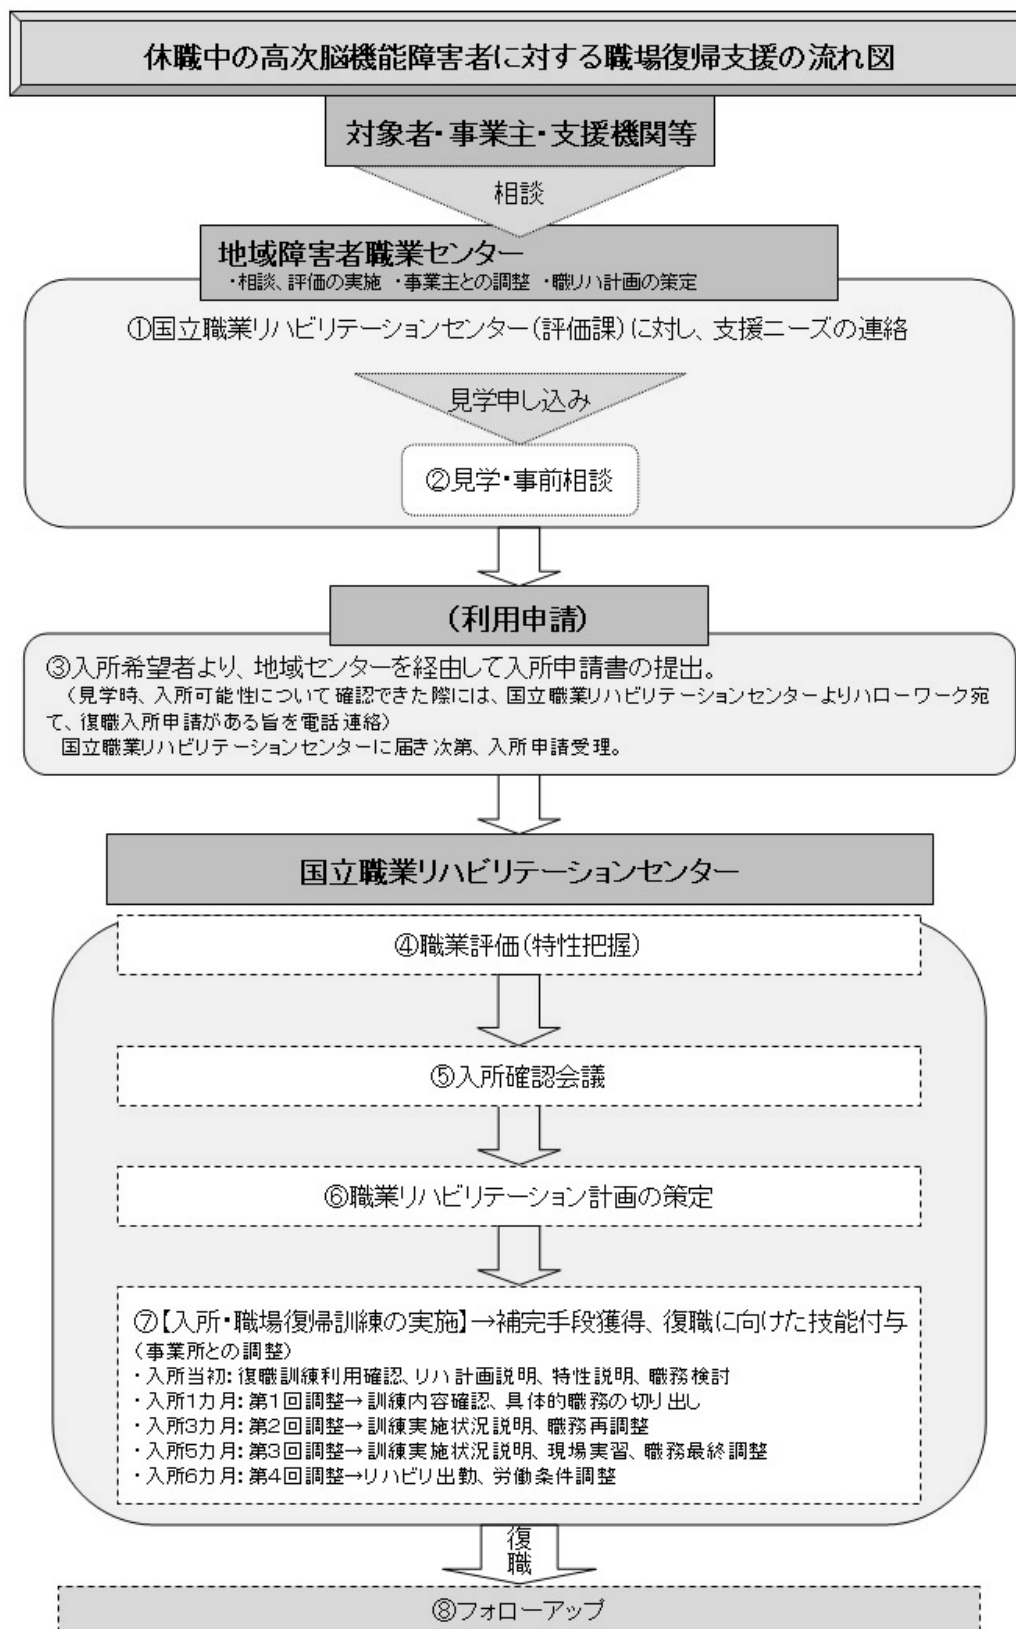 休職中の高次脳機能障害者に対する職場復帰支援の流れ図
対象者・事業主・支援機関等
相談
地域障害者職業センター
・相談、評価の実施 ・事業主との調整 ・職リハ計画の策定
①国立職業リハビリテーションセンター(評価課)に対し、支援ニーズの連絡
見学申し込み
②見学・事前相談
(利用申請)
③入所希望者より、地域センターを経由して入所申請書の提出。
(見学時、入所可能性について確認できた際には、国立職業リハビリテーションセンターよりハローワーク宛
て、復職入所申請がある旨を電話連絡)
国立職業リハビリテーションセンターに届き次第、入所申請受理。
国立職業リハビリテーションセンター
④職業評価(特性把握)
⑤入所確認会議
⑥職業リハビリテーション計画の策定
⑦【入所・職場復帰訓練の実施】→補完手段獲得、復職に向けた技能付与
(事業所との調整)
・入所当初:復職訓練利用確認、リハ計画説明、特性説明、職務検討
・入所1カ月:第1回調整→訓練内容確認、具体的職務の切り出し
・入所3カ月:第2回調整→訓練実施状況説明、職務再調整
・入所5カ月:第3回調整→訓練実施状況説明、現場実習、職務最終調整
・入所6カ月:第4回調整→リハビリ出勤、労働条件調整
復職
⑧フォローアップ